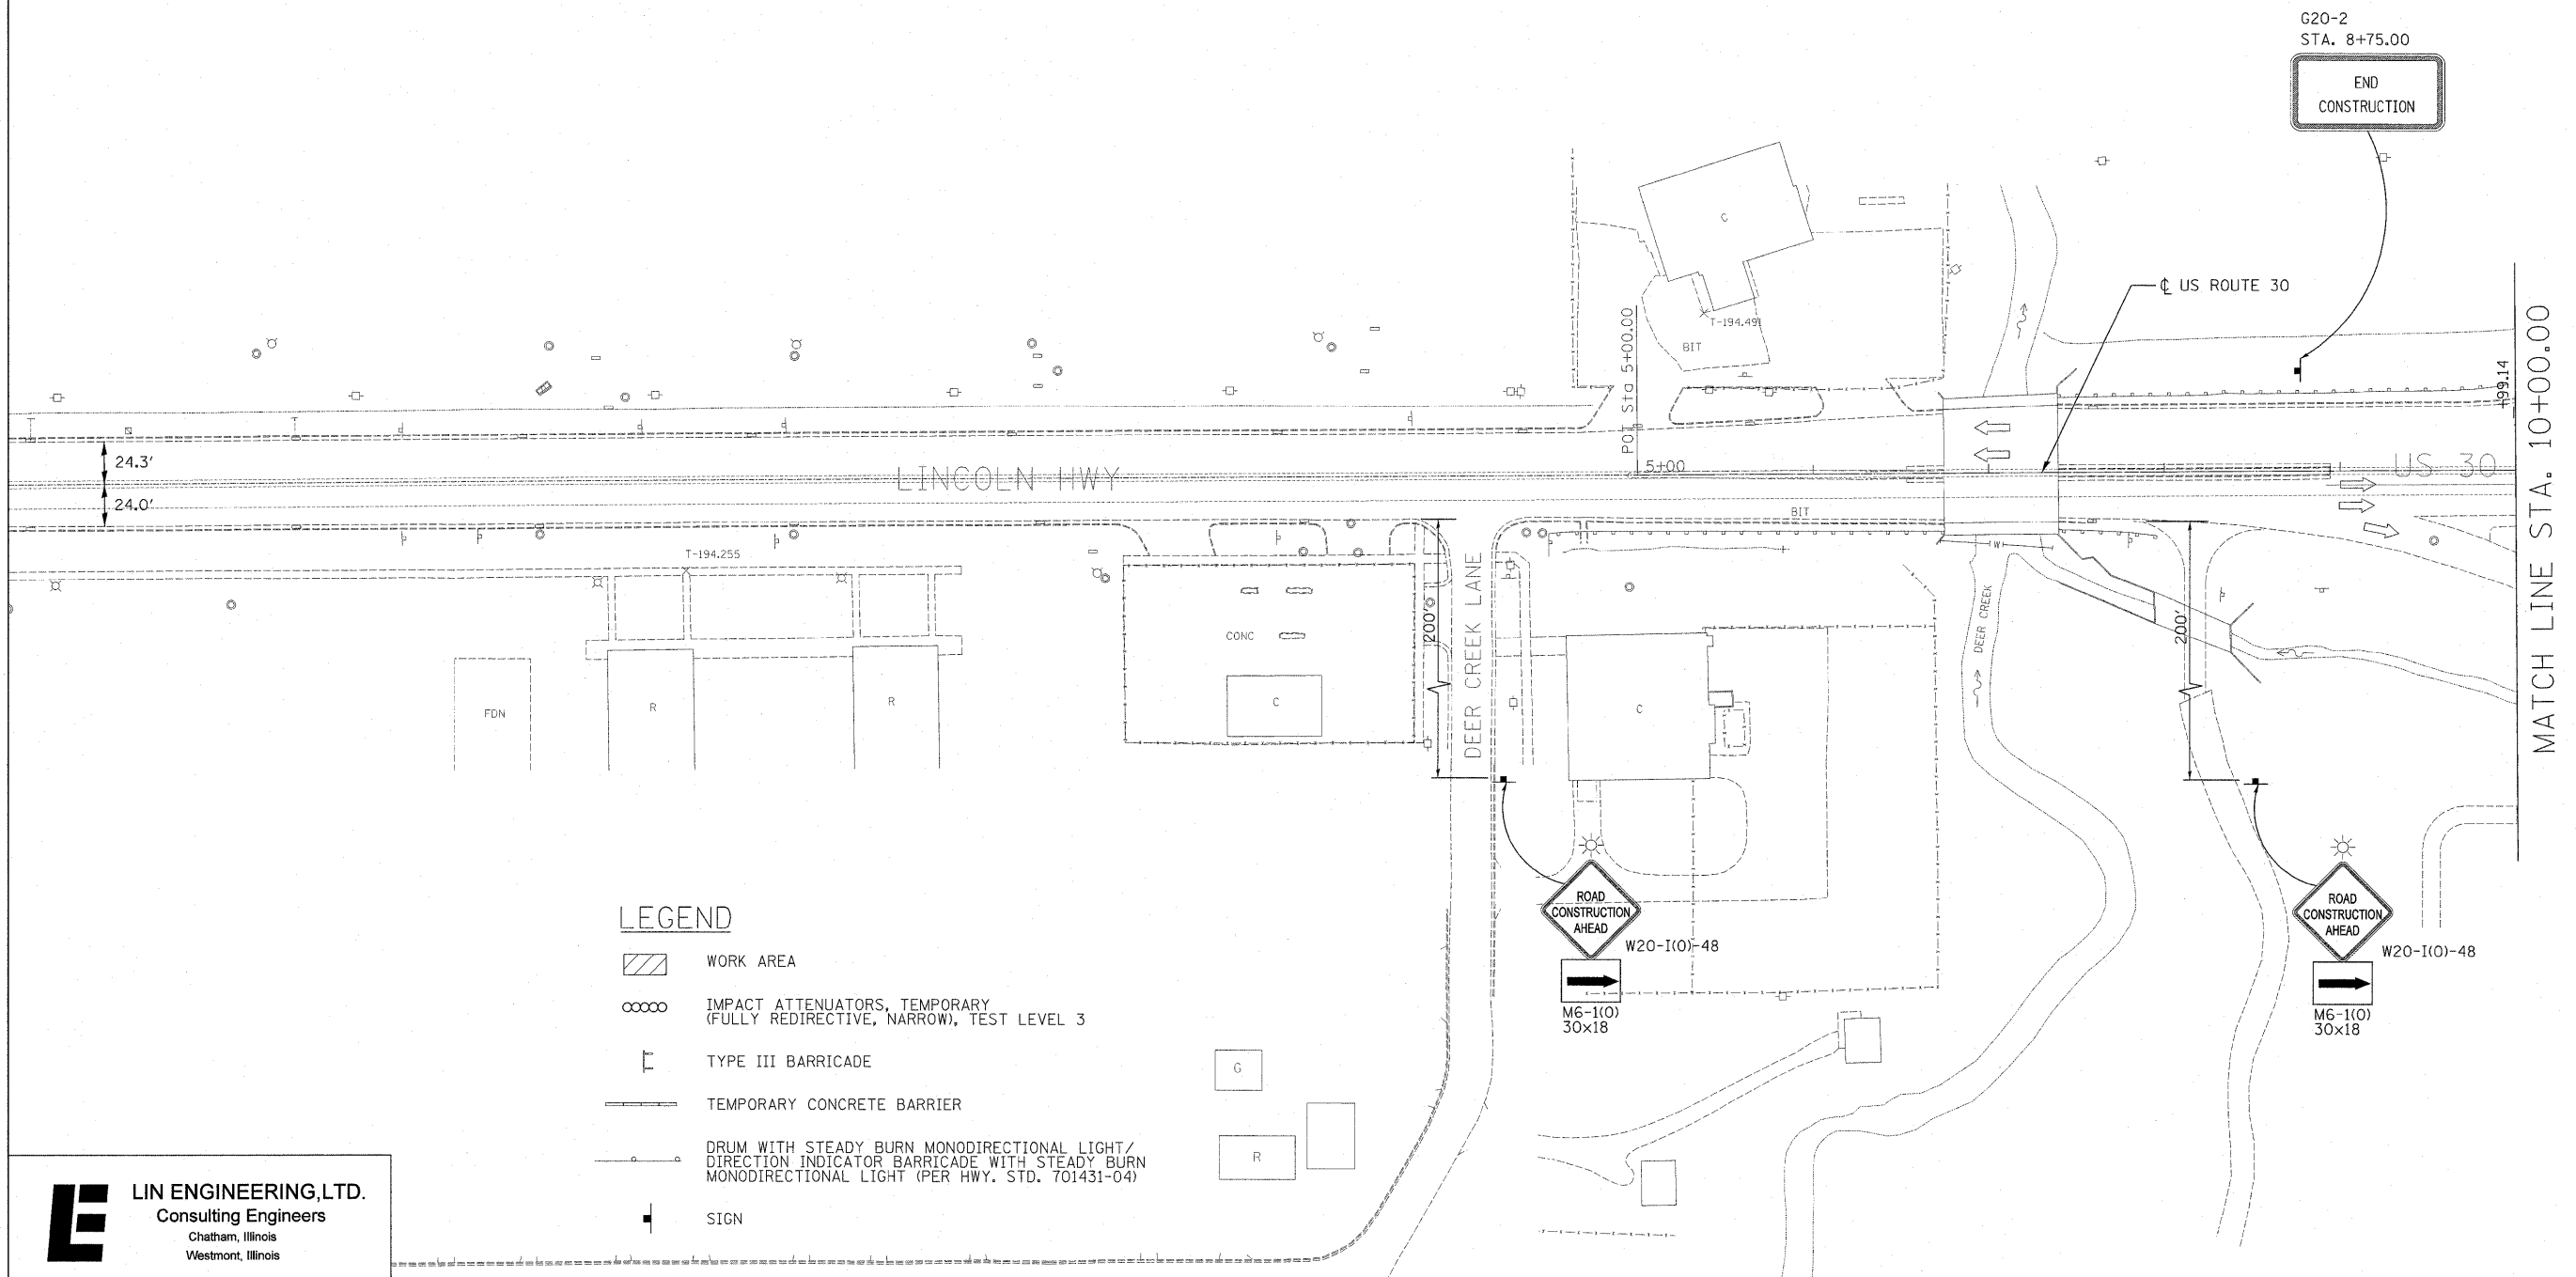 G20-2
STA. 8+75.00
END
CONSTRUCTION
℄ US ROUTE 30
T-194.491
BIT
POT Sta 5+00.00
+99.14
MATCH LINE STA. 10+00.00
24.3'
24.0'
LINCOLN HWY
5+00
US 30
BIT
T-194.255
W
DEER CREEK LANE
200'
DEER CREEK
200'
CONC
C
C
C
FDN
R
R
ROAD
CONSTRUCTION
AHEAD
W20-I(O)-48
M6-1(O)
30x18
ROAD
CONSTRUCTION
AHEAD
W20-I(O)-48
M6-1(O)
30x18
LEGEND
WORK AREA
IMPACT ATTENUATORS, TEMPORARY
(FULLY REDIRECTIVE, NARROW), TEST LEVEL 3
TYPE III BARRICADE
TEMPORARY CONCRETE BARRIER
DRUM WITH STEADY BURN MONODIRECTIONAL LIGHT/
DIRECTION INDICATOR BARRICADE WITH STEADY BURN
MONODIRECTIONAL LIGHT (PER HWY. STD. 701431-04)
SIGN
G
R
LIN ENGINEERING,LTD.
Consulting Engineers
Chatham, Illinois
Westmont, Illinois